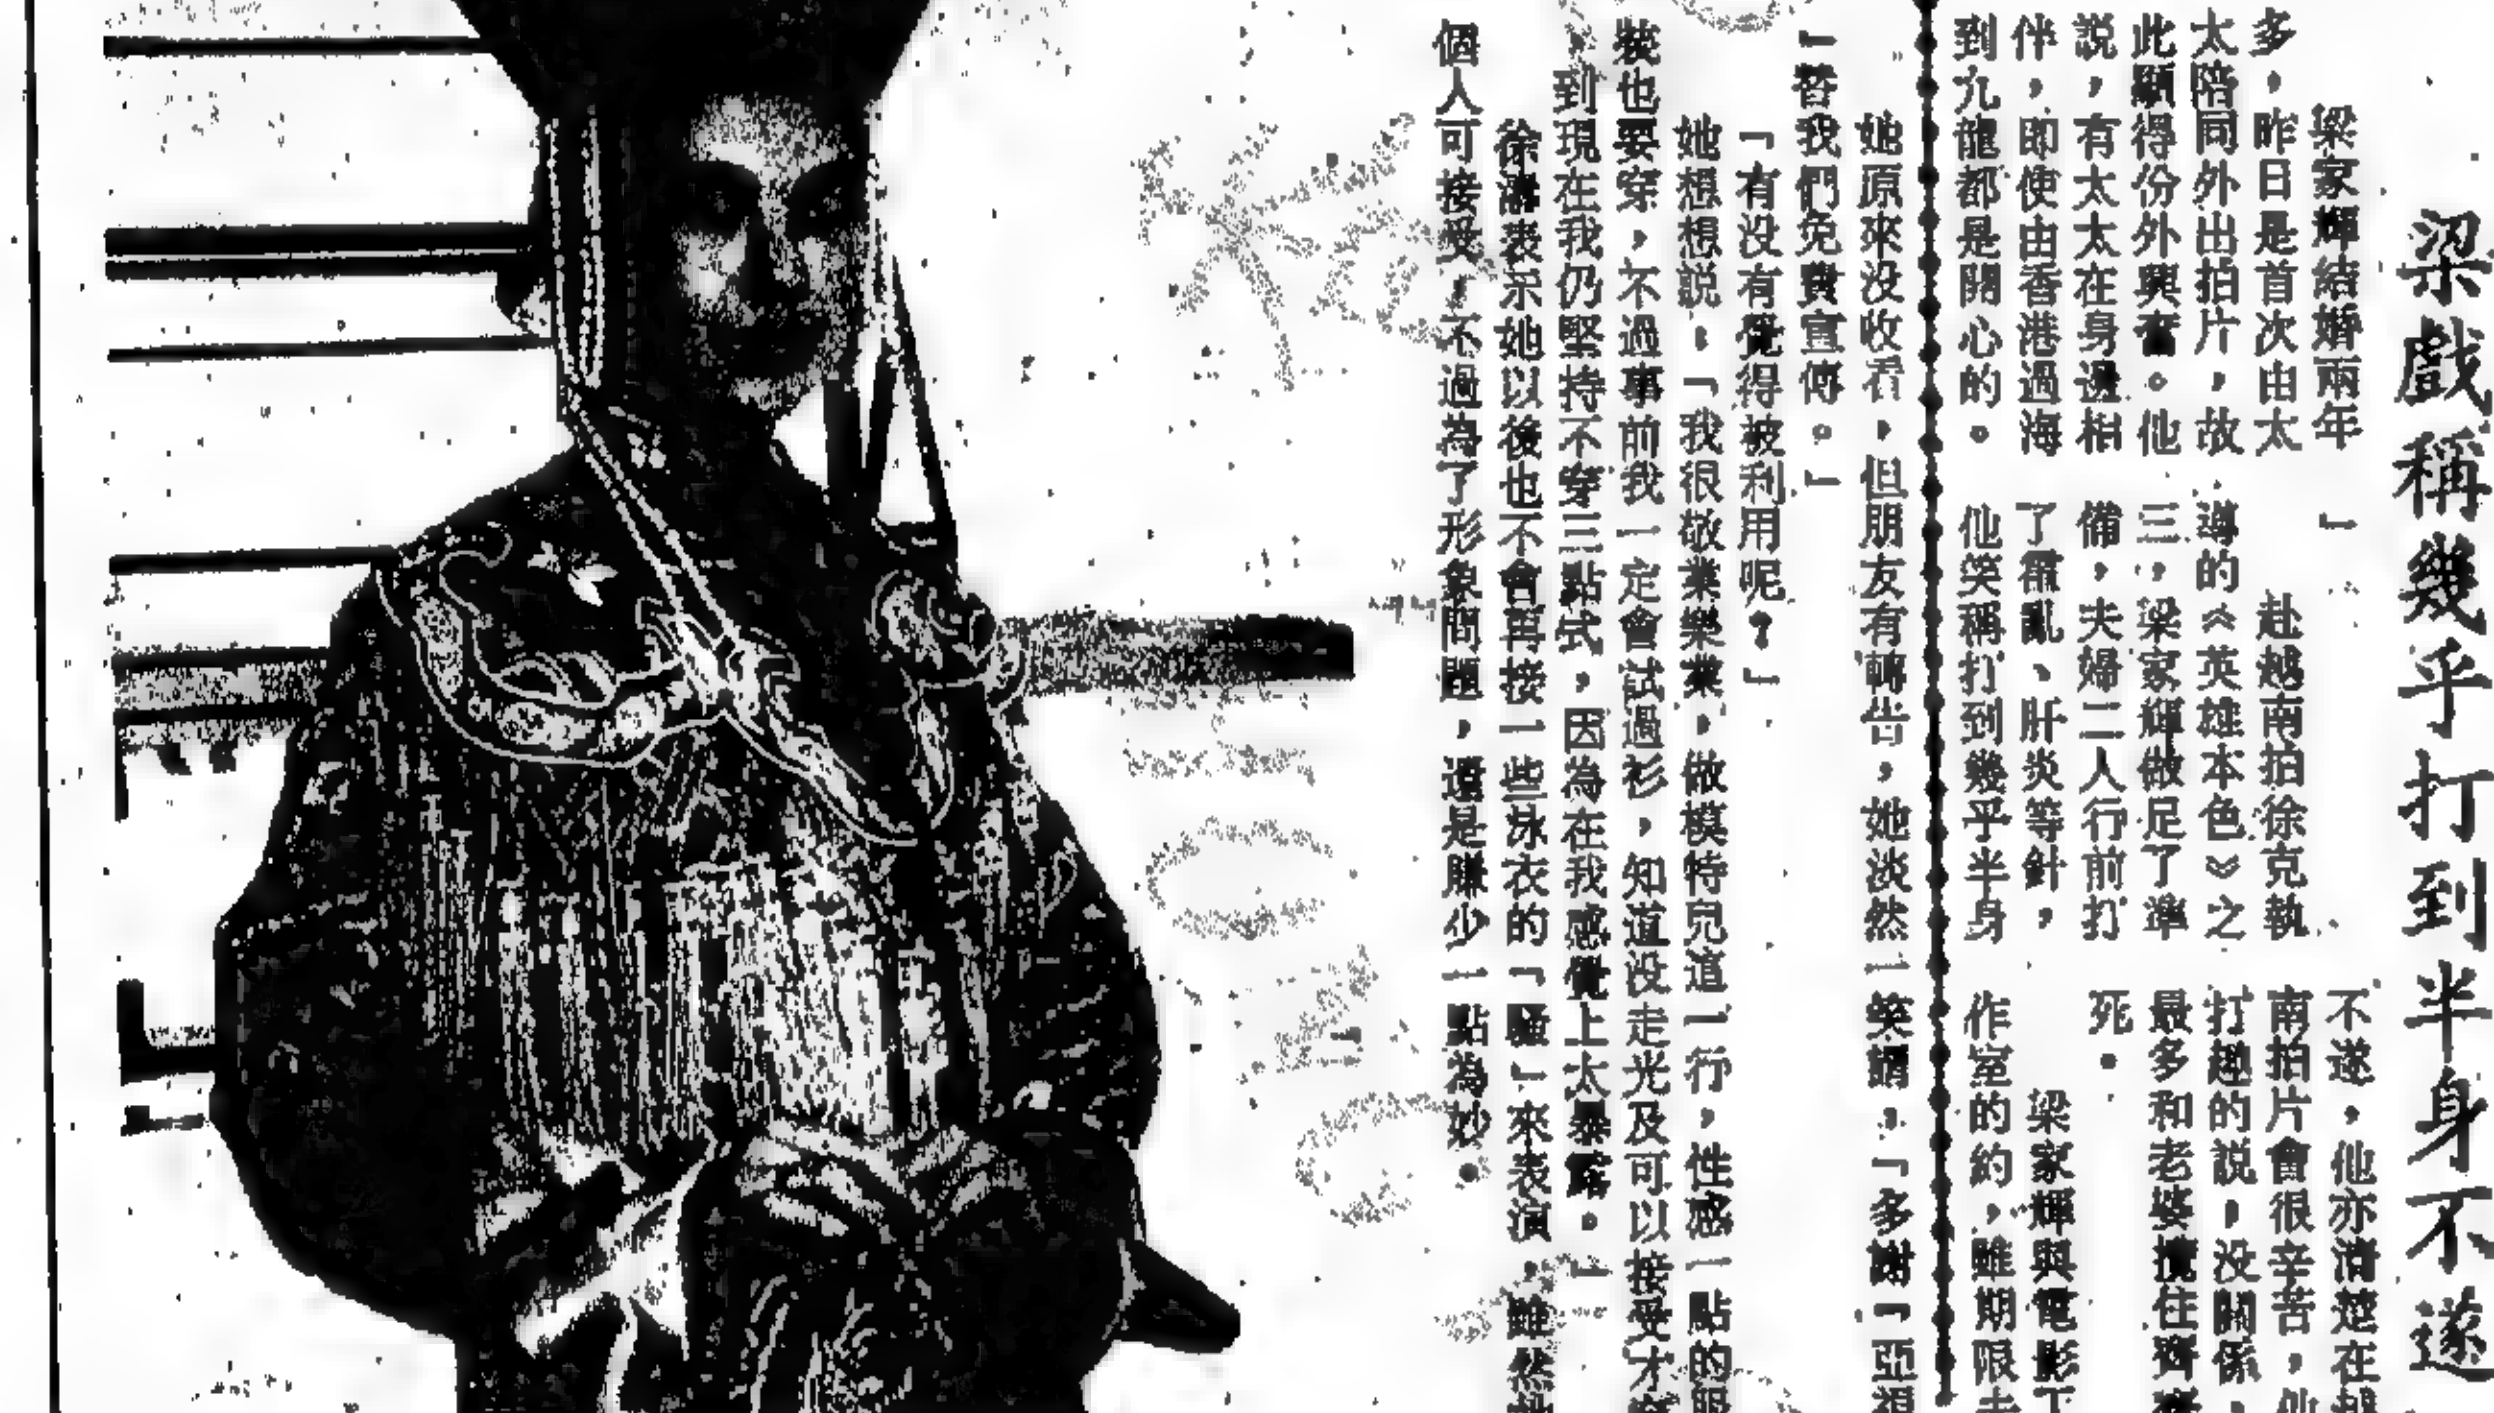 梁戲稱幾乎打到半身不遂
梁家輝結婚兩年
多，昨日是首次由太
太陪同外出拍片，故
此顯得份外興奮。他
説，有太太在身邊相
伴，即使由香港過海
到九龍都是開心的。
」
赴越南拍徐克執
導的《英雄本色》之
三，梁家輝做足了準
備，夫婦二人行前打
了霍亂、肝炎等針，
他笑稱打到幾乎半身
不遂，他亦清楚在越
南拍片會很辛苦，他
打趣的説，没關係，
最多和老婆攬住齊齊
死。
梁家輝與電影工
作室的約，雖期限未
她原來没收看，但朋友有轉告，她淡然一笑謂，「多謝「亞視
」替我們免費宣傳。」
「有没有覺得被利用呢？」
她想想説：「我很敬業樂業，做模特兒這一行，性感一點的服
裝也要穿，不過事前我一定會試過衫，知道没走光及可以接受才
，到現在我仍堅持不穿三點式，因為在我感覺上太暴露。」
徐 表示她以後也不會再接一些泳衣的「騷」來表演，雖然
個人可接受，不過為了形象問題，還是賺少一點為妙。